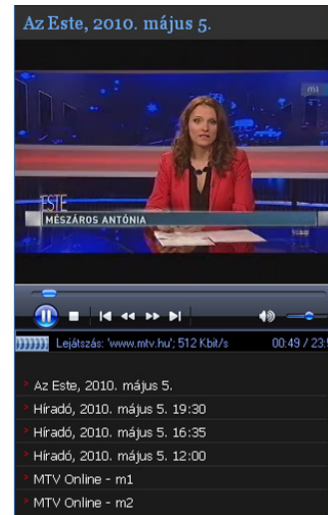 Az Este, 2010. május 5.
m1
ESTE
MÉSZÁROS ANTÓNIA
Lejátszás: 'www.mtv.hu'; 512 Kbit/s 00:49 / 23:
Az Este, 2010. május 5.
Híradó, 2010. május 5. 19:30
Híradó, 2010. május 5. 16:35
Híradó, 2010. május 5. 12:00
MTV Online - m1
MTV Online - m2